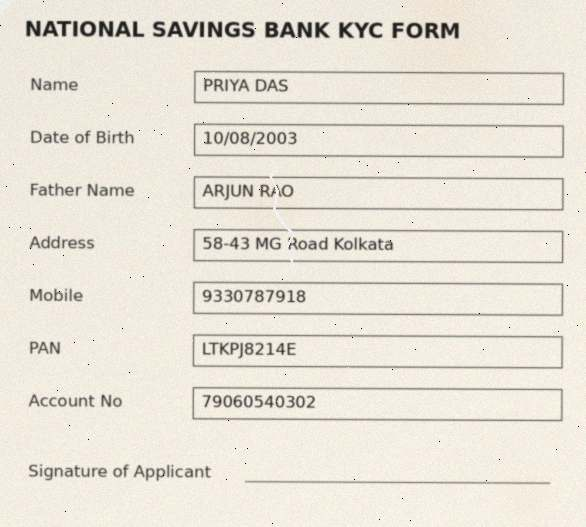 NATIONAL SAVINGS BANK KYC FORM
Name PRIYA DAS
Date of Birth 10/08/2003
Father Name ARJUN RAO
Address 58-43 MG Road Kolkata
Mobile 9330787918
PAN LTKPJ8214E
Account No 79060540302
Signature of Applicant